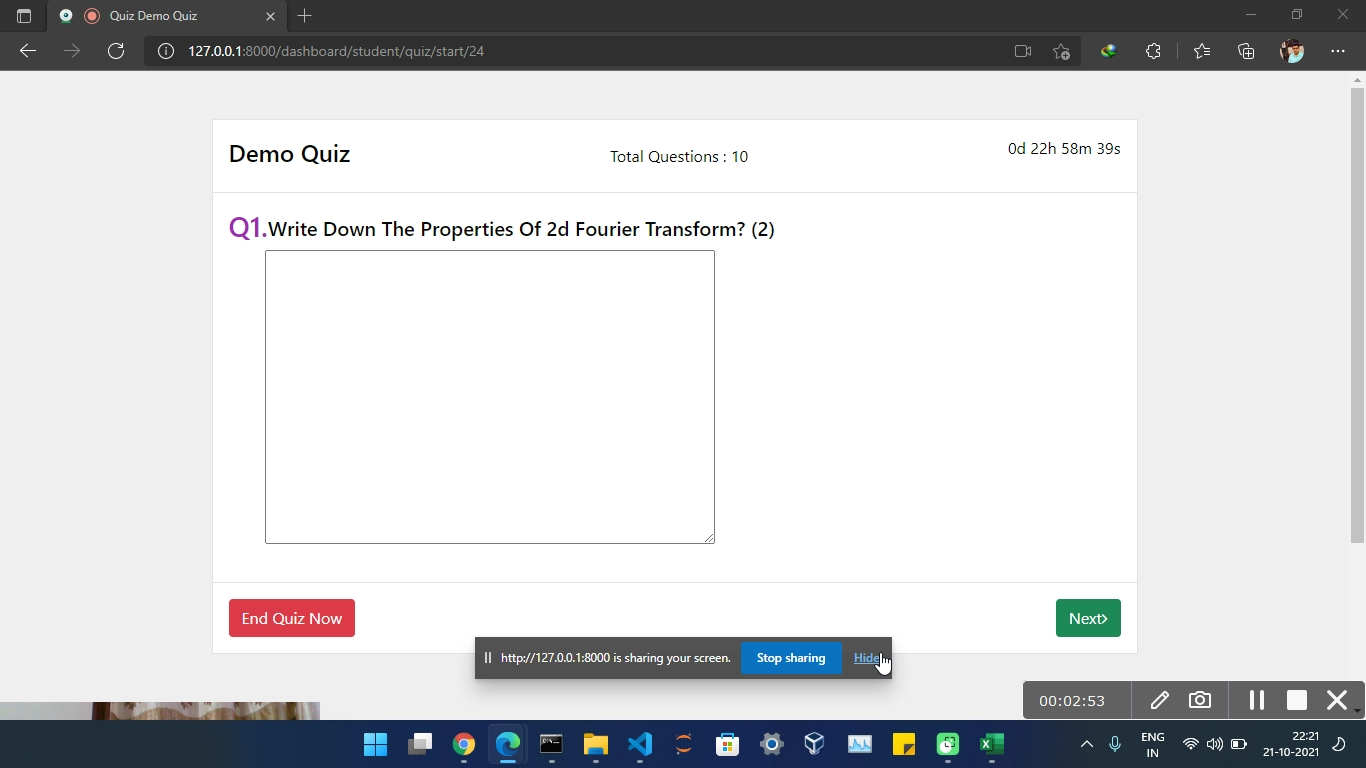 Quiz Demo Quiz
127.0.0.1:8000/dashboard/student/quiz/start/24
Demo Quiz
Total Questions : 10
0d 22h 58m 39s
Q1.Write Down The Properties Of 2d Fourier Transform? (2)
End Quiz Now
Next>
http://127.0.0.1:8000 is sharing your screen.
Stop sharing
Hide
00:02:53
ENG
IN
22:21
21-10-2021